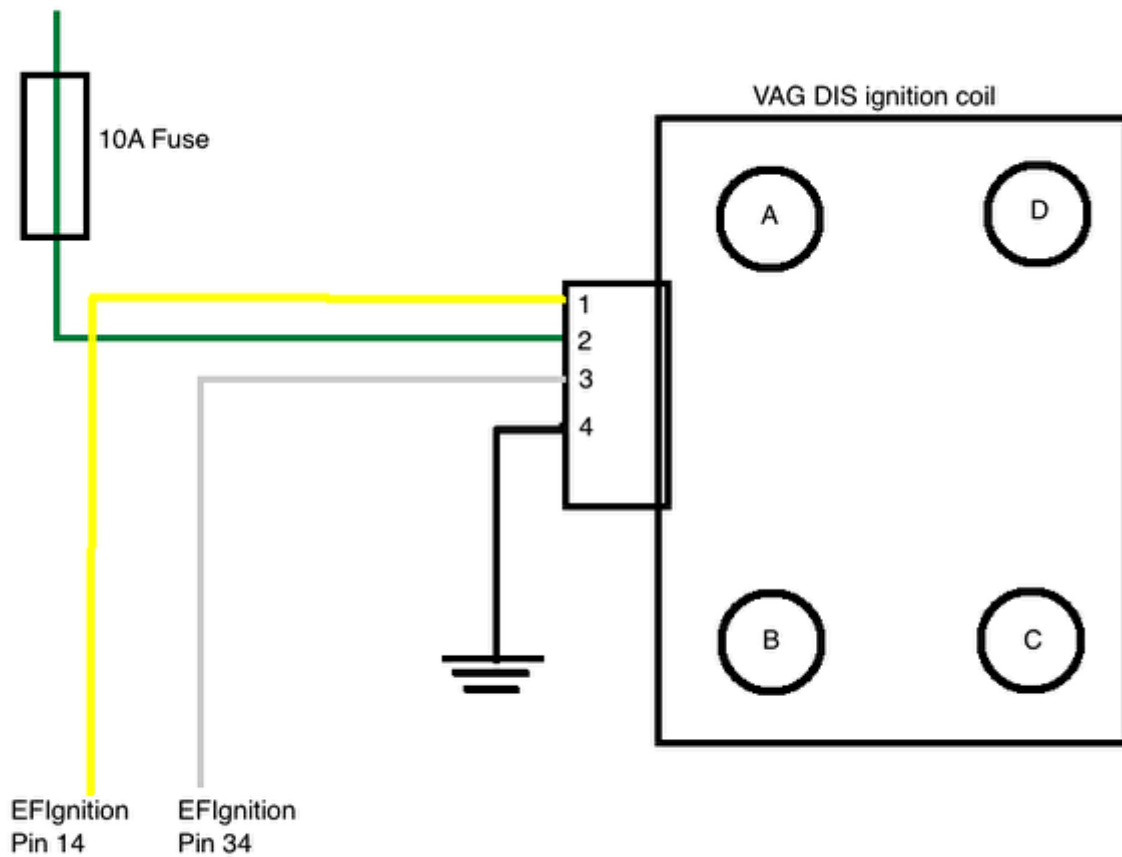 VAG DIS ignition coil
10A Fuse
A
D
1
2
3
4
B
C
EFIgnition
Pin 14
EFIgnition
Pin 34